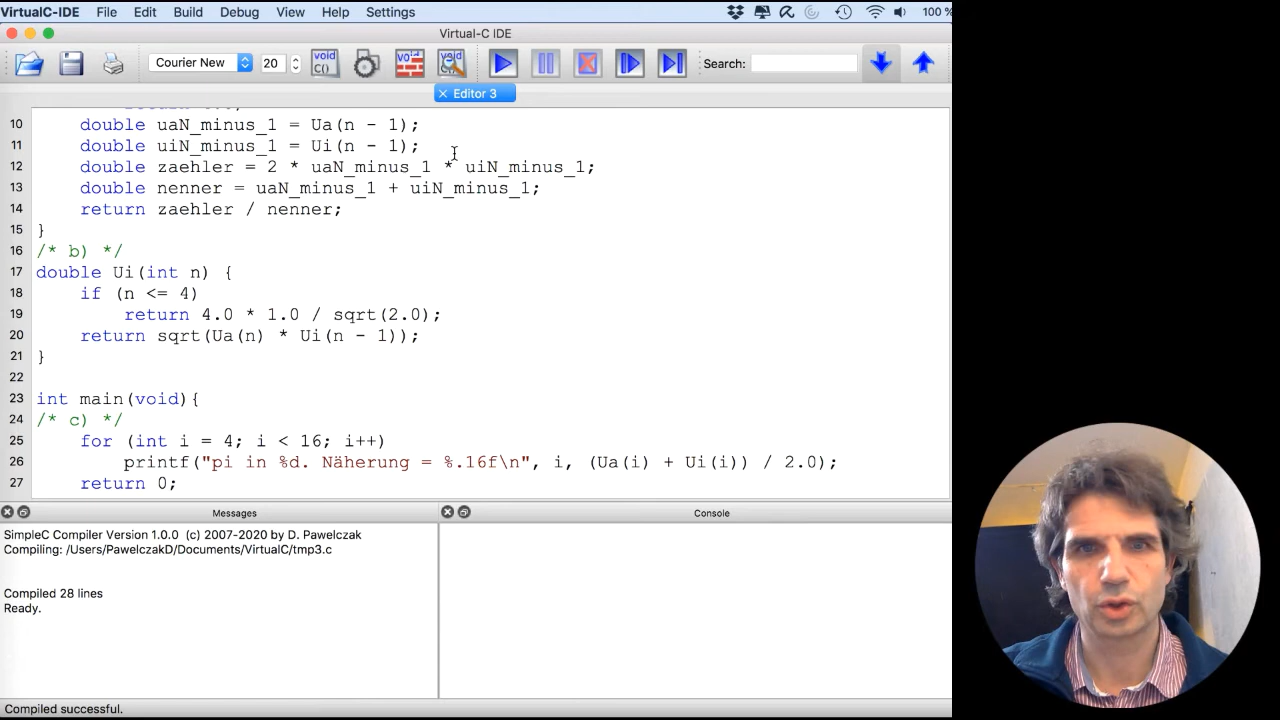 VirtualC-IDE File Edit Build Debug View Help Settings 100 %
Virtual-C IDE
Courier New 20 void C() void Search:
Editor 3
10 double uaN_minus_1 = Ua(n - 1);
11 double uiN_minus_1 = Ui(n - 1);
12 double zaehler = 2 * uaN_minus_1 * uiN_minus_1;
13 double nenner = uaN_minus_1 + uiN_minus_1;
14 return zaehler / nenner;
15 }
16 /* b) */
17 double Ui(int n) {
18 if (n <= 4)
19 return 4.0 * 1.0 / sqrt(2.0);
20 return sqrt(Ua(n) * Ui(n - 1));
21 }
22
23 int main(void){
24 /* c) */
25 for (int i = 4; i < 16; i++)
26 printf("pi in %d. Näherung = %.16f\n", i, (Ua(i) + Ui(i)) / 2.0);
27 return 0;
Messages Console
SimpleC Compiler Version 1.0.0 (c) 2007-2020 by D. Pawelczak
Compiling: /Users/PawelczakD/Documents/VirtualC/tmp3.c
Compiled 28 lines
Ready.
Compiled successful.